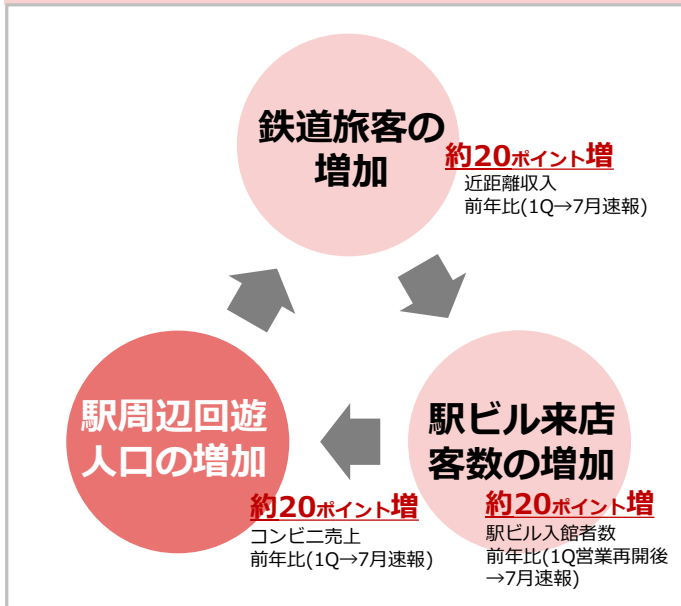 鉄道旅客の
増加
約20ポイント増
近距離収入
前年比(1Q→7月速報)
駅ビル来店
客数の増加
約20ポイント増
駅ビル入館者数
前年比(1Q営業再開後
→7月速報)
駅周辺回遊
人口の増加
約20ポイント増
コンビニ売上
前年比(1Q→7月速報)